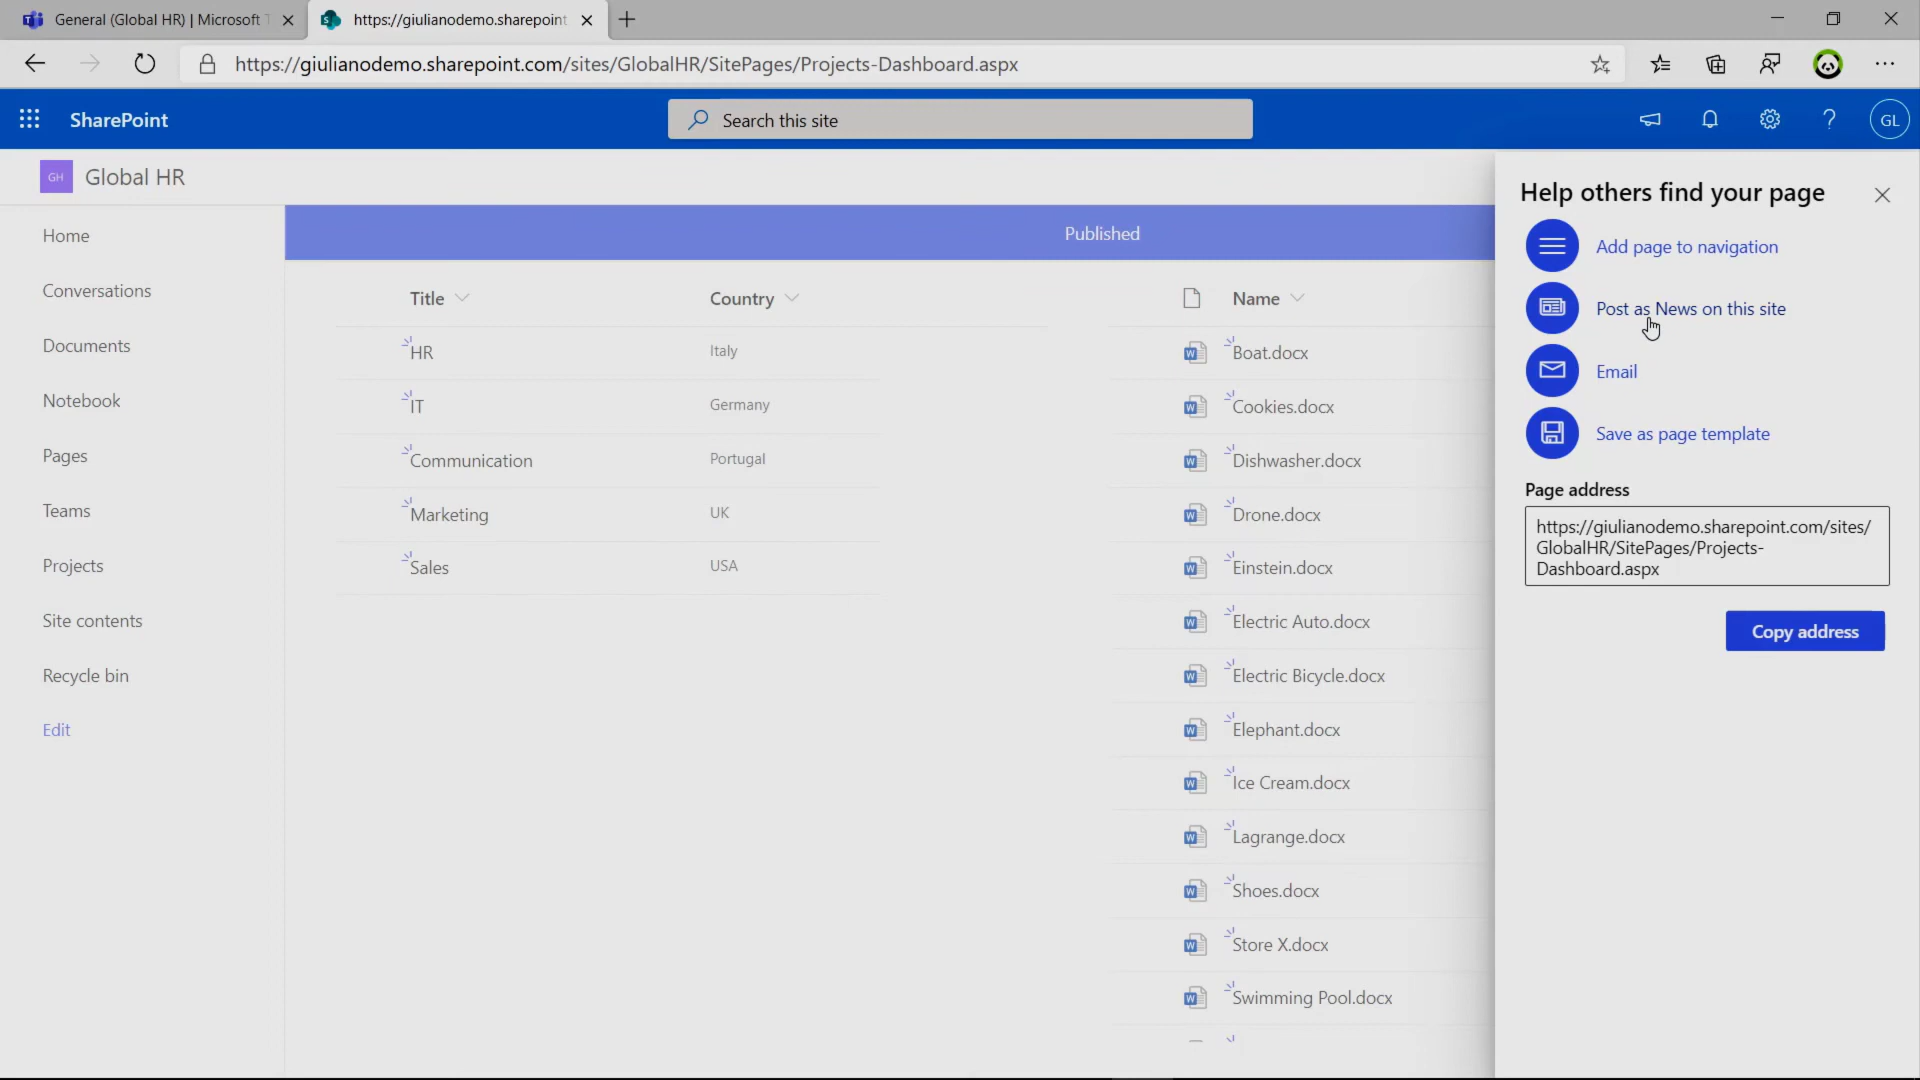 General (Global HR) | Microsoft T
https://giulianodemo.sharepoint
https://giulianodemo.sharepoint.com/sites/GlobalHR/SitePages/Projects-Dashboard.aspx
SharePoint
Search this site
GL
GH
Global HR
Home
Conversations
Documents
Notebook
Pages
Teams
Projects
Site contents
Recycle bin
Edit
Published
Title
Country
HR
Italy
IT
Germany
Communication
Portugal
Marketing
UK
Sales
USA
Name
Boat.docx
Cookies.docx
Dishwasher.docx
Drone.docx
Einstein.docx
Electric Auto.docx
Electric Bicycle.docx
Elephant.docx
Ice Cream.docx
Lagrange.docx
Shoes.docx
Store X.docx
Swimming Pool.docx
Help others find your page
Add page to navigation
Post as News on this site
Email
Save as page template
Page address
https://giulianodemo.sharepoint.com/sites/
GlobalHR/SitePages/Projects-
Dashboard.aspx
Copy address